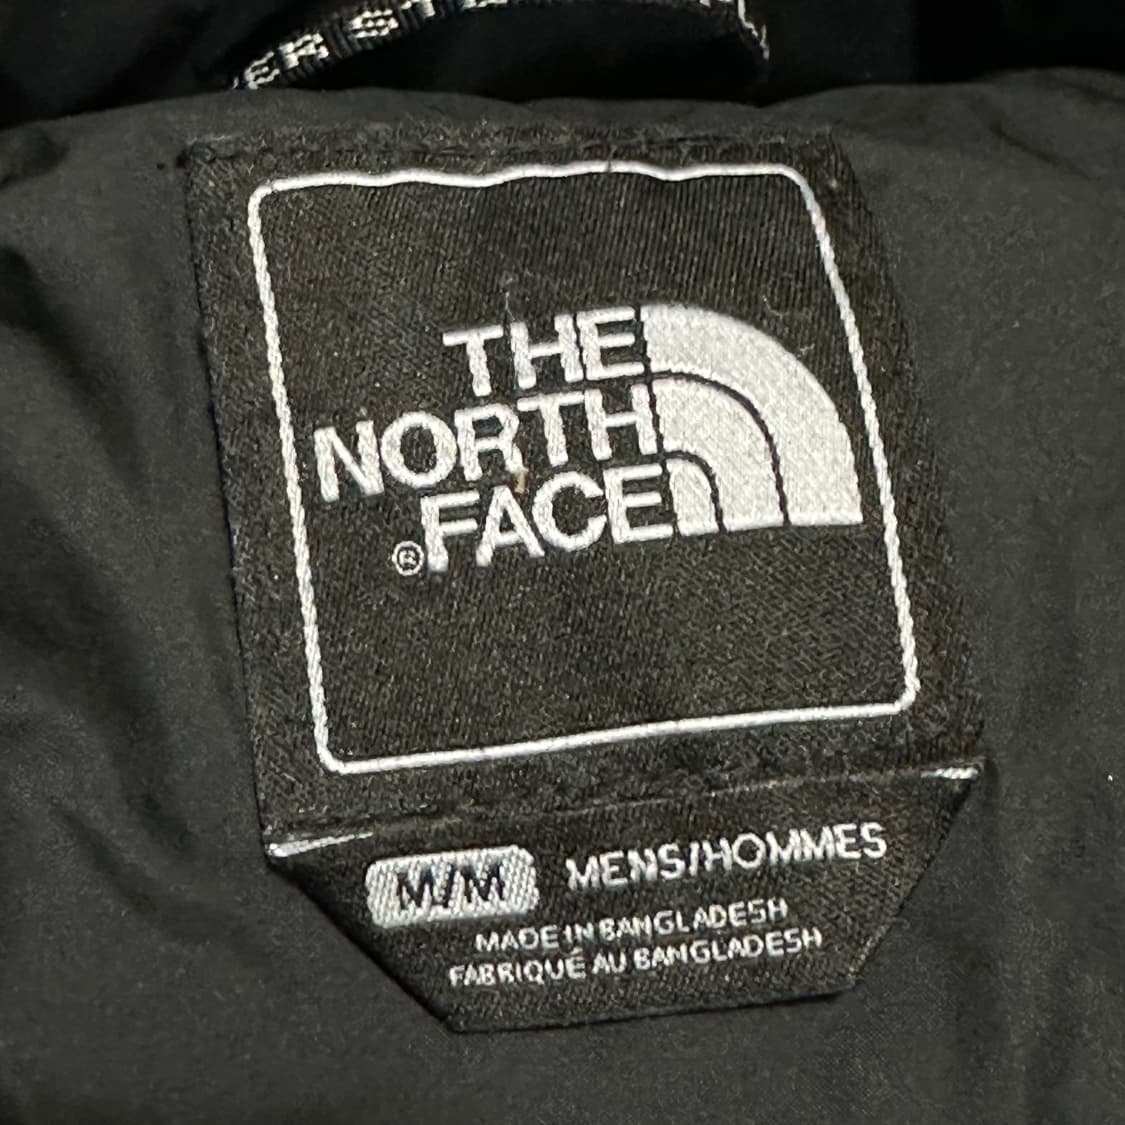 THE
NORTH
FACE
®
M/M MENS/HOMMES
MADE IN BANGLADESH
FABRIQUÉ AU BANGLADESH